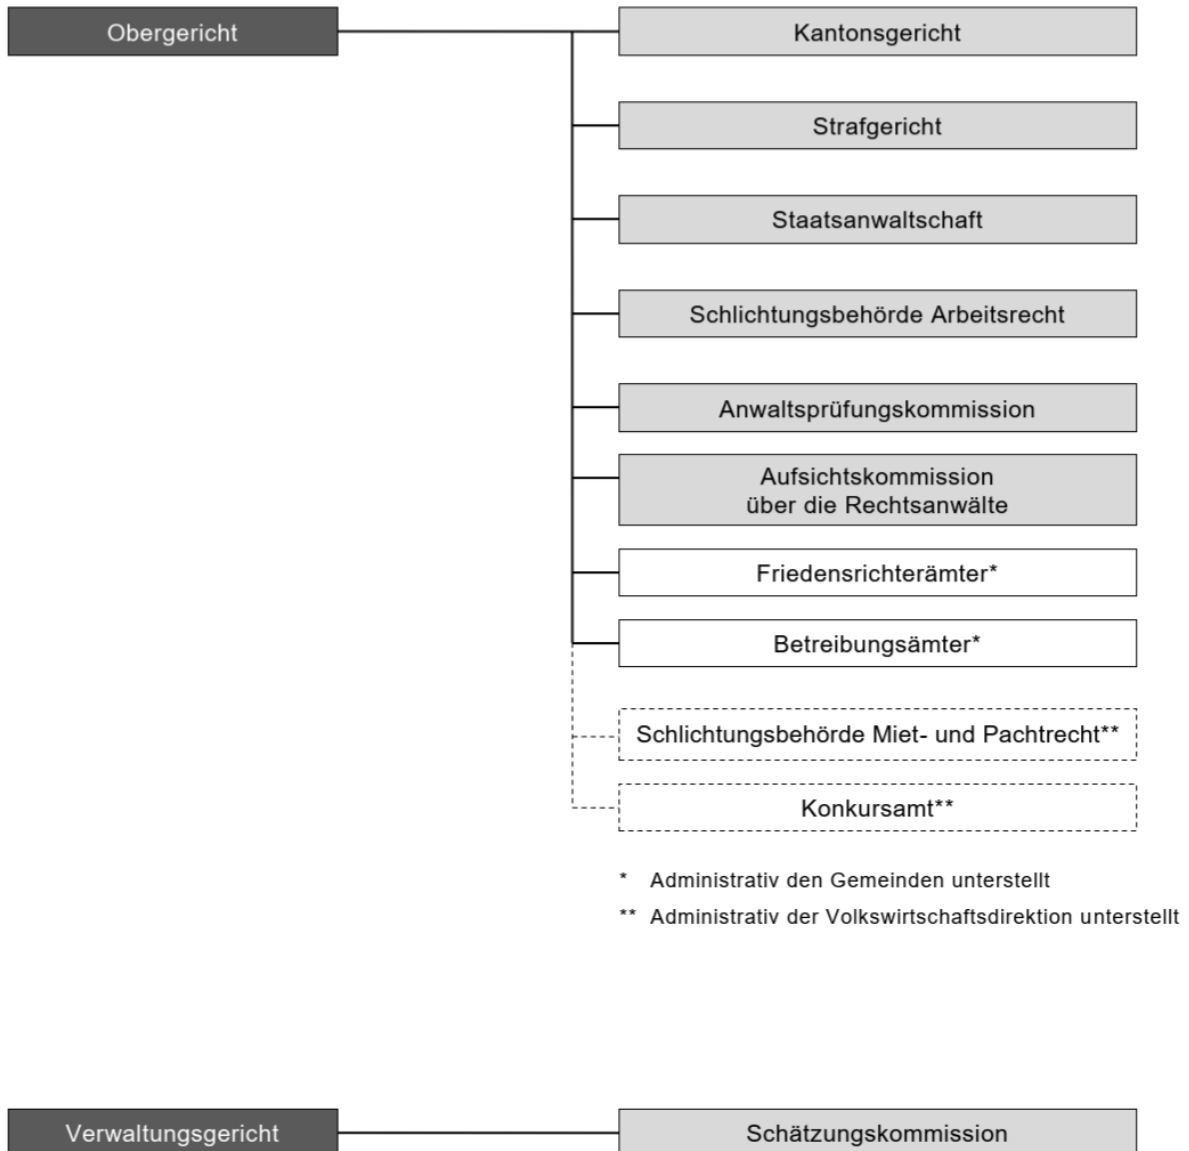 Obergericht
Kantonsgericht
Strafgericht
Staatsanwaltschaft
Schlichtungsbehörde Arbeitsrecht
Anwaltsprüfungskommission
Aufsichtskommission
über die Rechtsanwälte
Friedensrichterämter*
Betreibungsämter*
Schlichtungsbehörde Miet- und Pachtrecht**
Konkursamt**
* Administrativ den Gemeinden unterstellt
** Administrativ der Volkswirtschaftsdirektion unterstellt
Verwaltungsgericht
Schätzungskommission